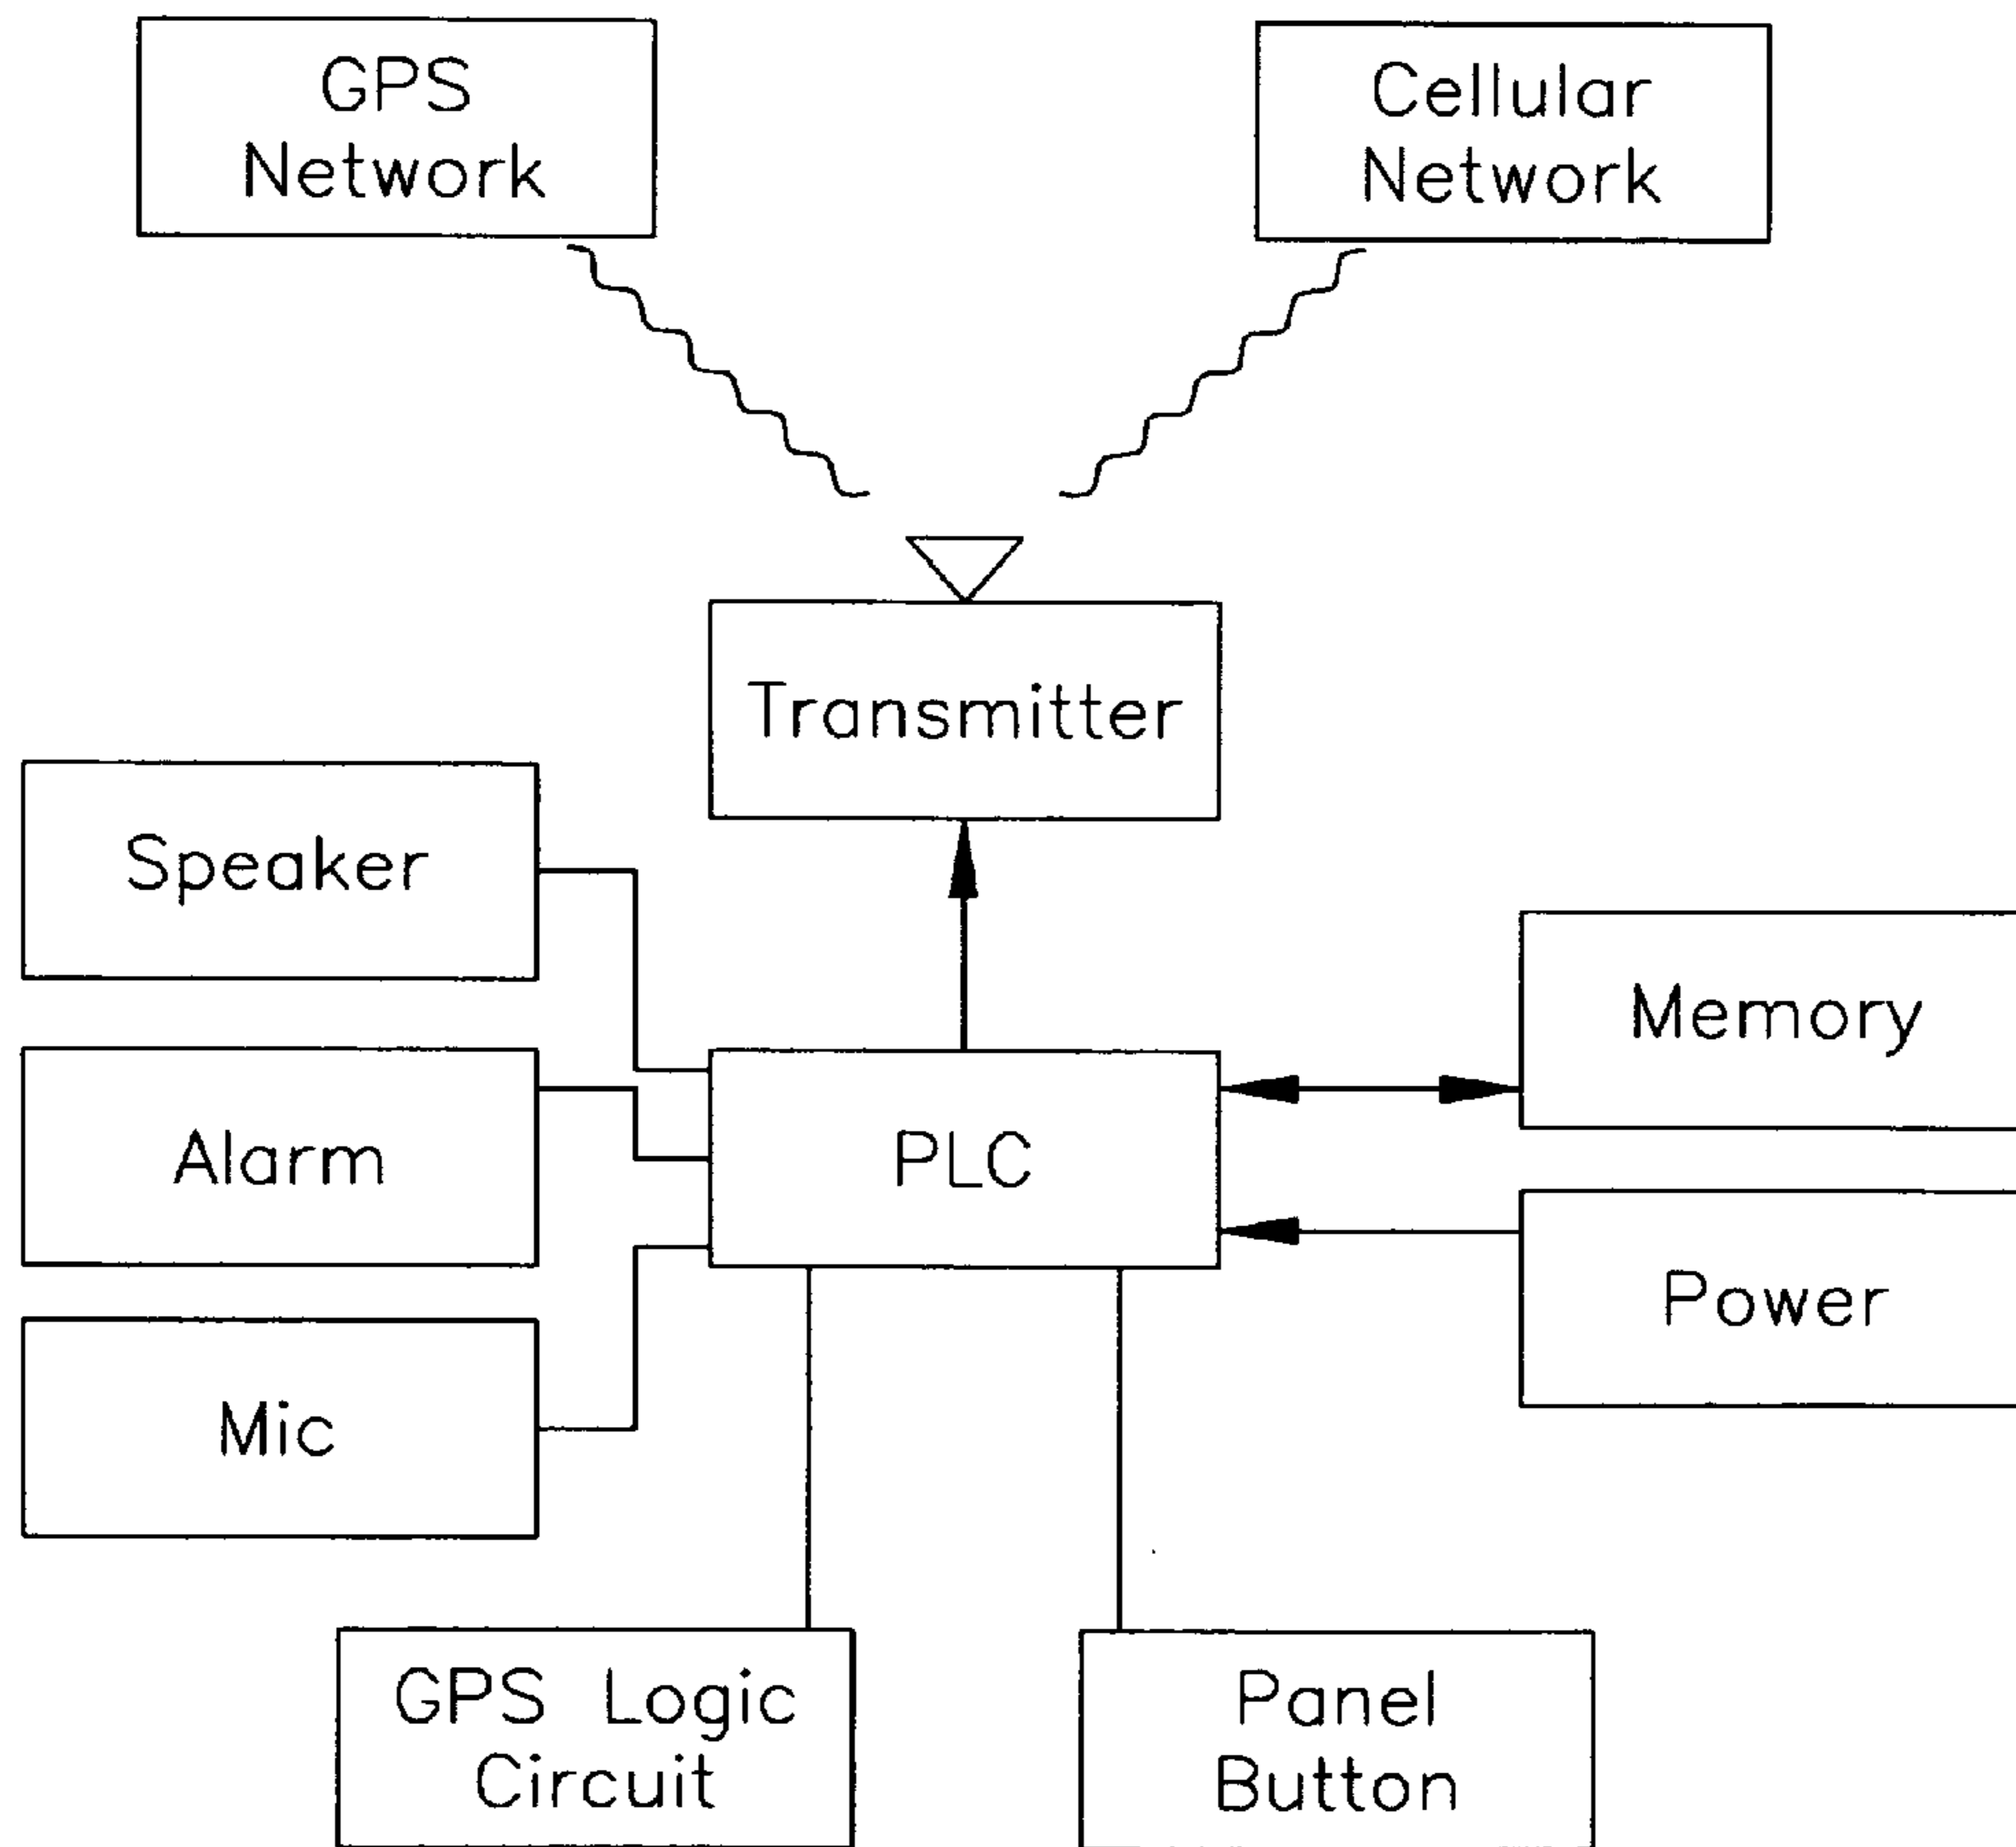 GPS
Network
Cellular
Network
Transmitter
Speaker
Memory
Alarm
PLC
Power
Mic
GPS Logic
Circuit
Panel
Button